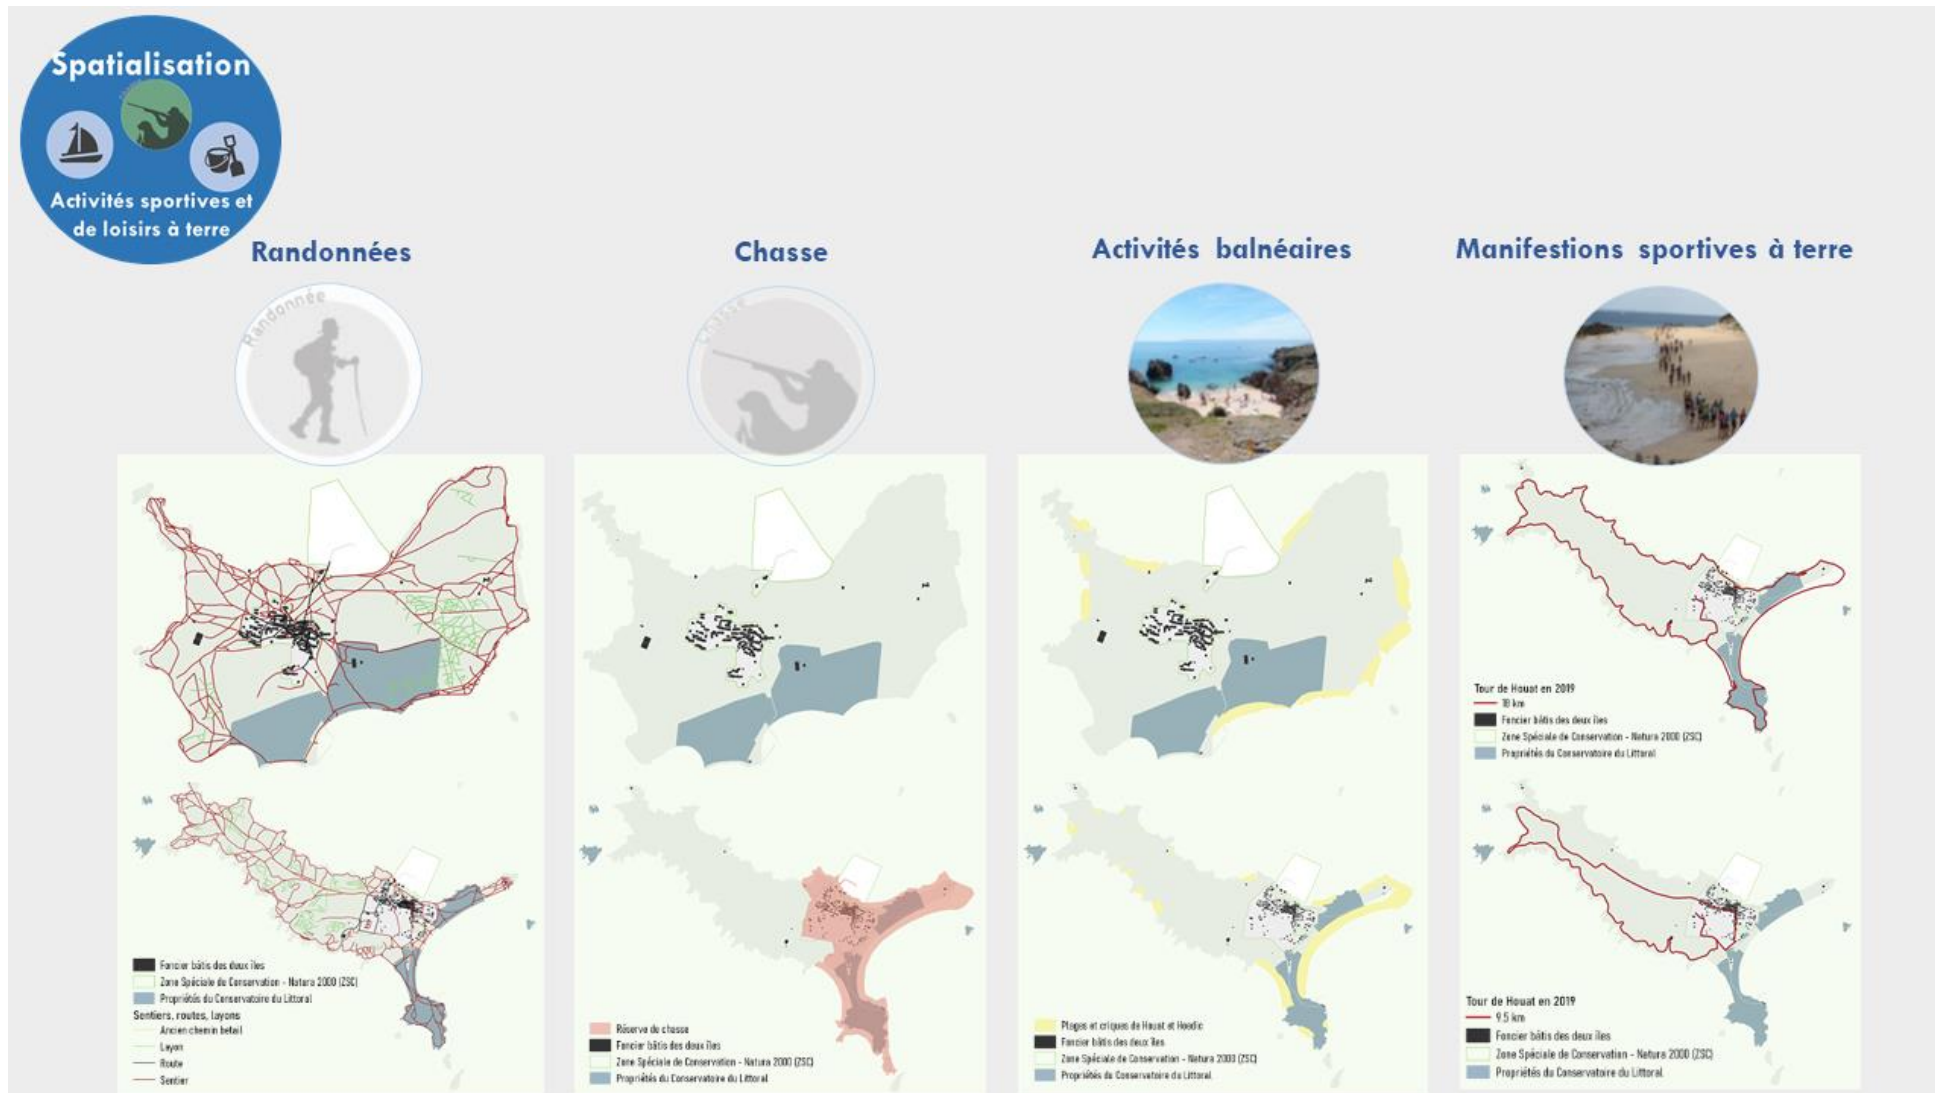 Spatialisation
Activités sportives et
de loisirs à terre
Randonnées
Chasse
Activités balnéaires
Manifestions sportives à terre
Randonnée
Chasse
Foncier bâtis des deux îles
Zone Spéciale de Conservation - Natura 2000 (ZSC)
Propriétés du Conservatoire du Littoral
Sentiers, routes, layons
Ancien chemin betail
Layon
Route
Sentier
Réserve de chasse
Foncier bâtis des deux îles
Zone Spéciale de Conservation - Natura 2000 (ZSC)
Propriétés du Conservatoire du Littoral
Plages et criques de Houat et Hoedic
Foncier bâtis des deux îles
Zone Spéciale de Conservation - Natura 2000 (ZSC)
Propriétés du Conservatoire du Littoral
Tour de Houat en 2019
18 km
Foncier bâtis des deux îles
Zone Spéciale de Conservation - Natura 2000 (ZSC)
Propriétés du Conservatoire du Littoral
Tour de Houat en 2019
9.5 km
Foncier bâtis des deux îles
Zone Spéciale de Conservation - Natura 2000 (ZSC)
Propriétés du Conservatoire du Littoral